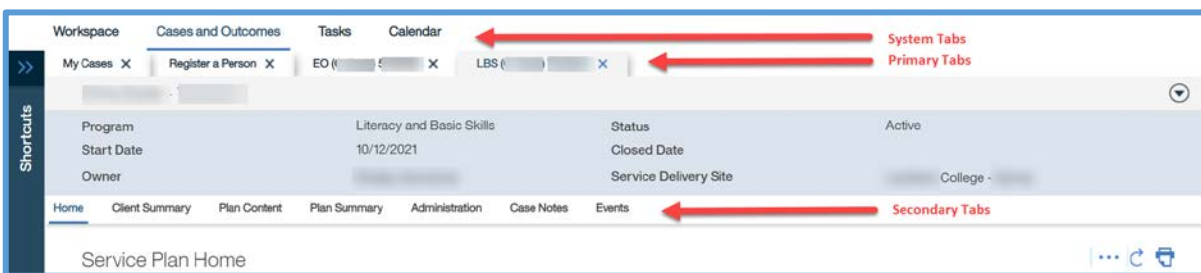 Workspace Cases and Outcomes Tasks Calendar System Tabs
My Cases X Register a Person X EO ( X LBS ( ) X Primary Tabs
Shortcuts
Program Literacy and Basic Skills Status Active
Start Date 10/12/2021 Closed Date
Owner Service Delivery Site College -
Home Client Summary Plan Content Plan Summary Administration Case Notes Events Secondary Tabs
Service Plan Home